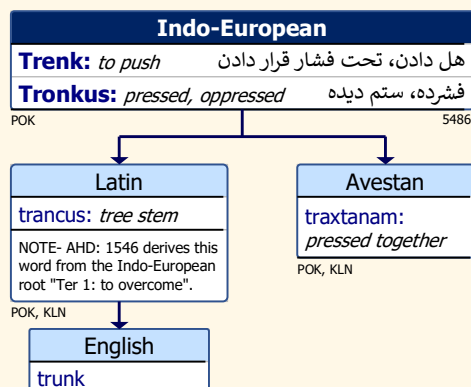 Indo-European
Trenk: to push هل دادن، تحت فشار قرار دادن
Tronkus: pressed, oppressed فشرده، ستم دیده
POK 5486
Latin
trancus: tree stem
NOTE- AHD: 1546 derives this
word from the Indo-European
root "Ter 1: to overcome".
POK, KLN
Avestan
traxtanam:
pressed together
POK, KLN
English
trunk